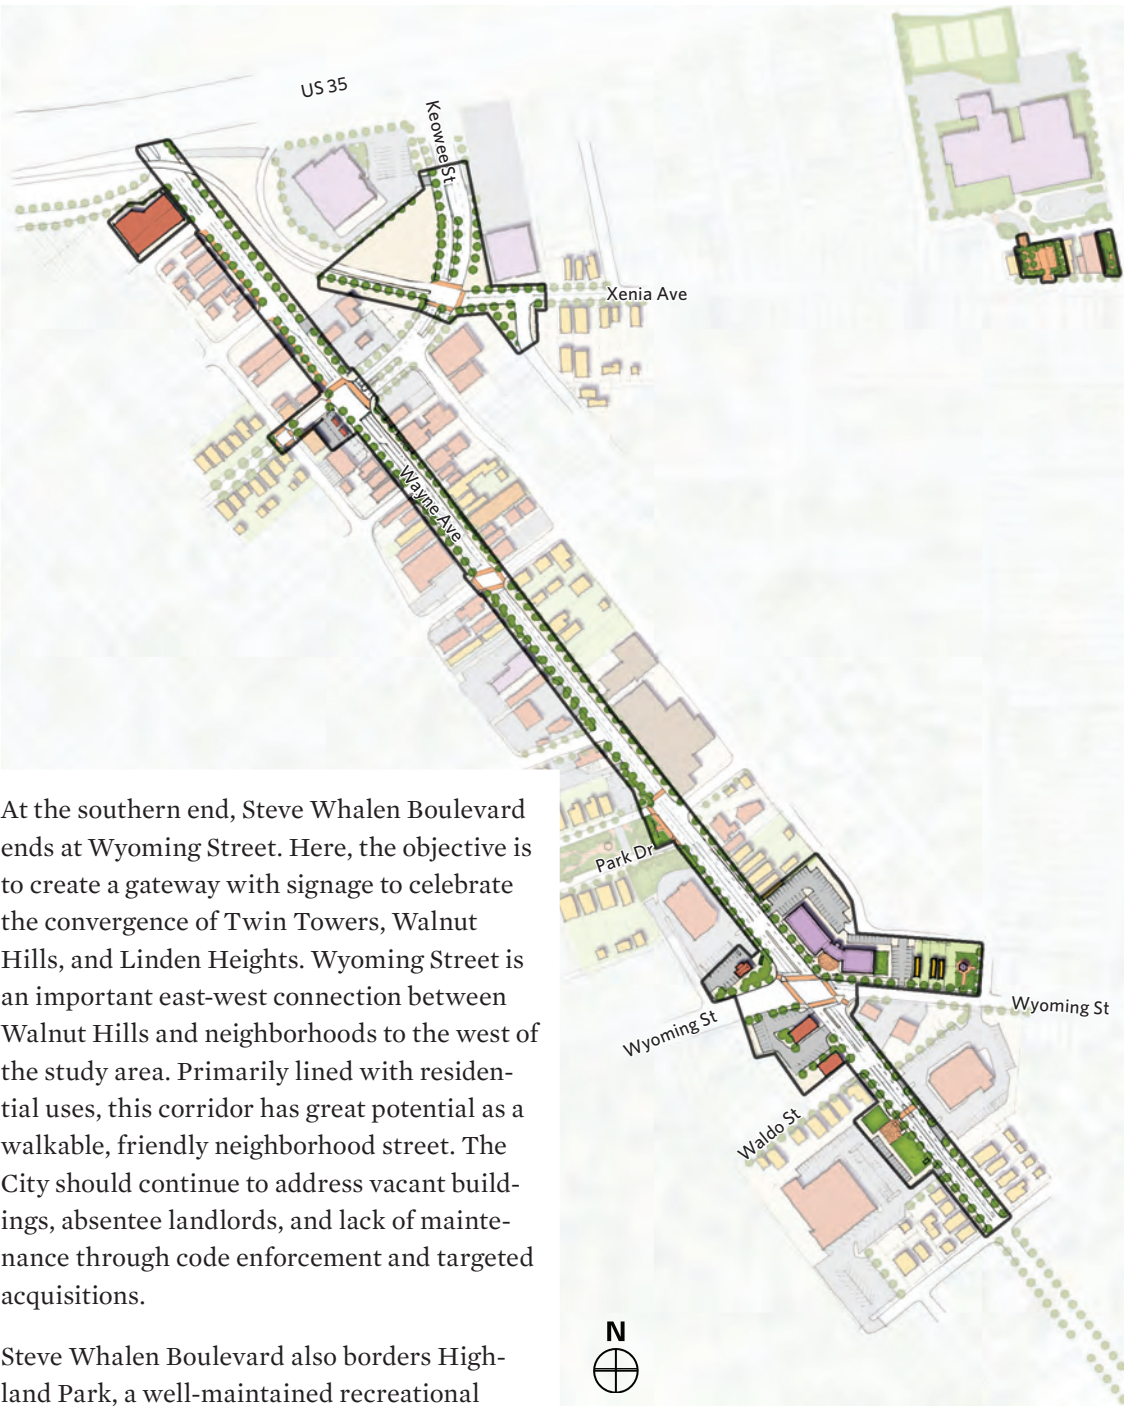 US 35
Keowee St
Xenia Ave
Wayne Ave
Park Dr
Wyoming St
Wyoming St
Waldo St
N
At the southern end, Steve Whalen Boulevard
ends at Wyoming Street. Here, the objective is
to create a gateway with signage to celebrate
the convergence of Twin Towers, Walnut
Hills, and Linden Heights. Wyoming Street is
an important east-west connection between
Walnut Hills and neighborhoods to the west of
the study area. Primarily lined with residen-
tial uses, this corridor has great potential as a
walkable, friendly neighborhood street. The
City should continue to address vacant build-
ings, absentee landlords, and lack of mainte-
nance through code enforcement and targeted
acquisitions.
Steve Whalen Boulevard also borders High-
land Park, a well-maintained recreational